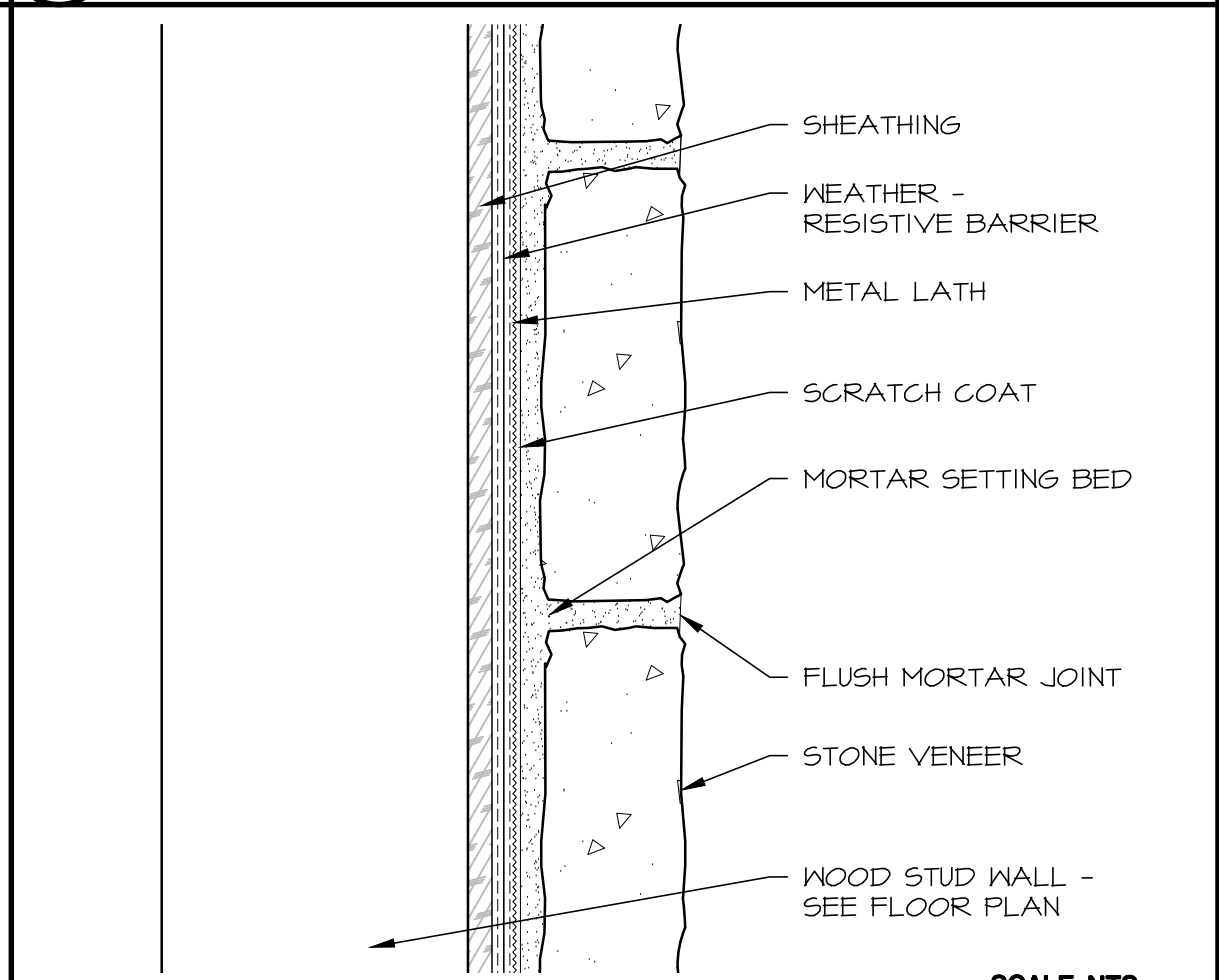 SHEATHING
WEATHER -
RESISTIVE BARRIER
METAL LATH
SCRATCH COAT
MORTAR SETTING BED
FLUSH MORTAR JOINT
STONE VENEER
WOOD STUD WALL -
SEE FLOOR PLAN